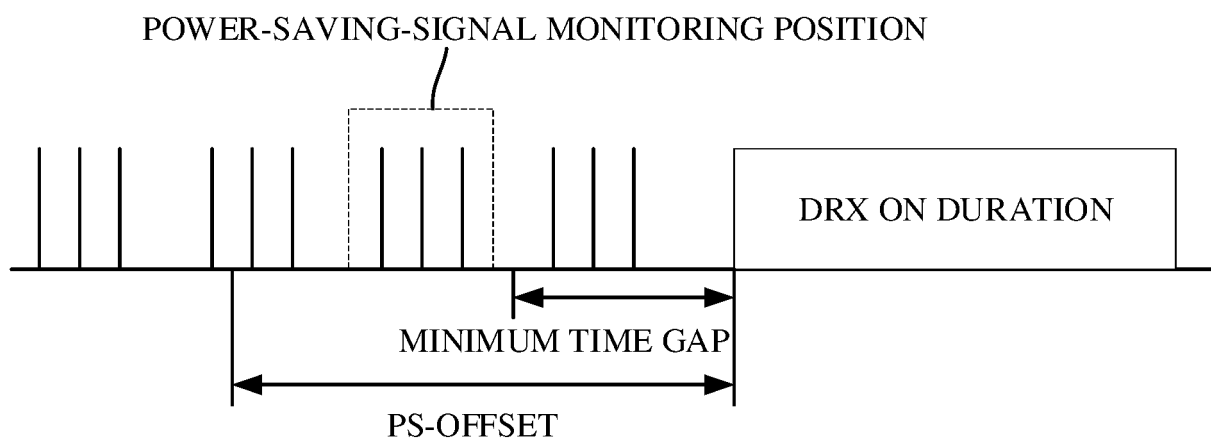 POWER-SAVING-SIGNAL MONITORING POSITION
DRX ON DURATION
MINIMUM TIME GAP
PS-OFFSET